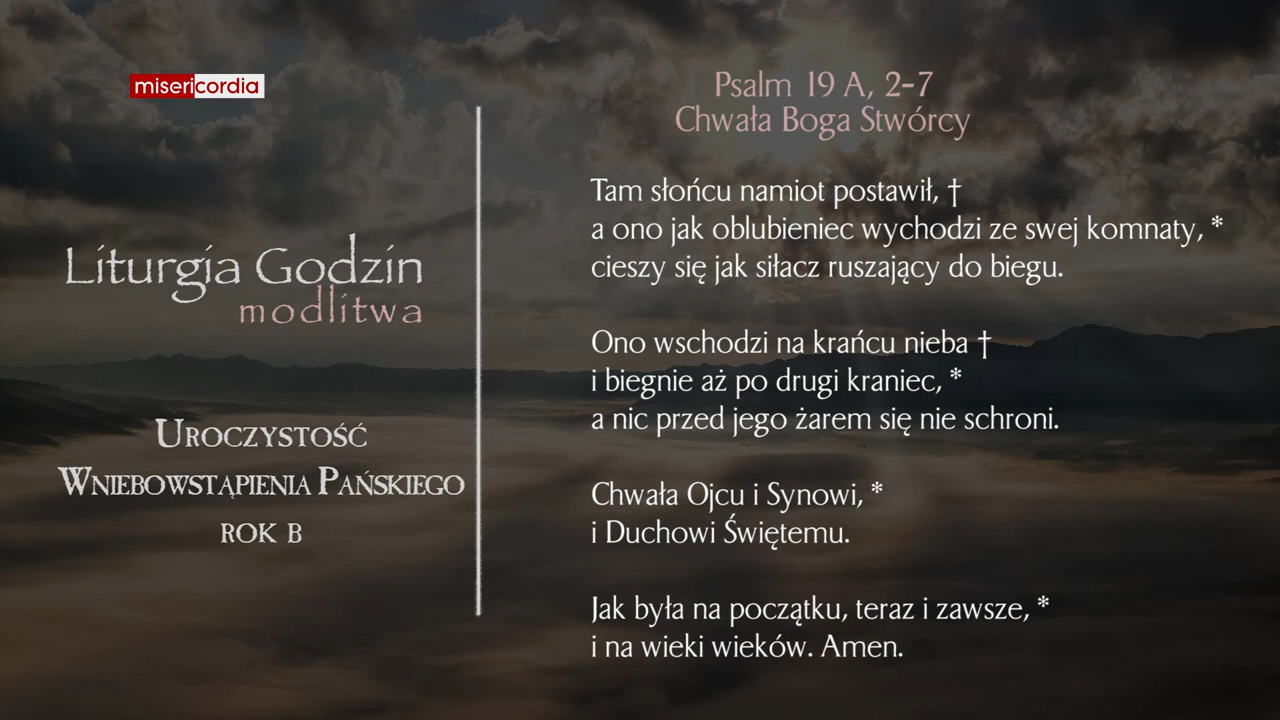 misericordia
Liturgia Godzin
modlitwa
Uroczystość
Wniebowstąpienia Pańskiego
rok B
Psalm 19 A, 2-7
Chwała Boga Stwórcy
Tam słońcu namiot postawił, †
a ono jak oblubieniec wychodzi ze swej komnaty, *
cieszy się jak siłacz ruszający do biegu.
Ono wschodzi na krańcu nieba †
i biegnie aż po drugi kraniec, *
a nic przed jego żarem się nie schroni.
Chwała Ojcu i Synowi, *
i Duchowi Świętemu.
Jak była na początku, teraz i zawsze, *
i na wieki wieków. Amen.